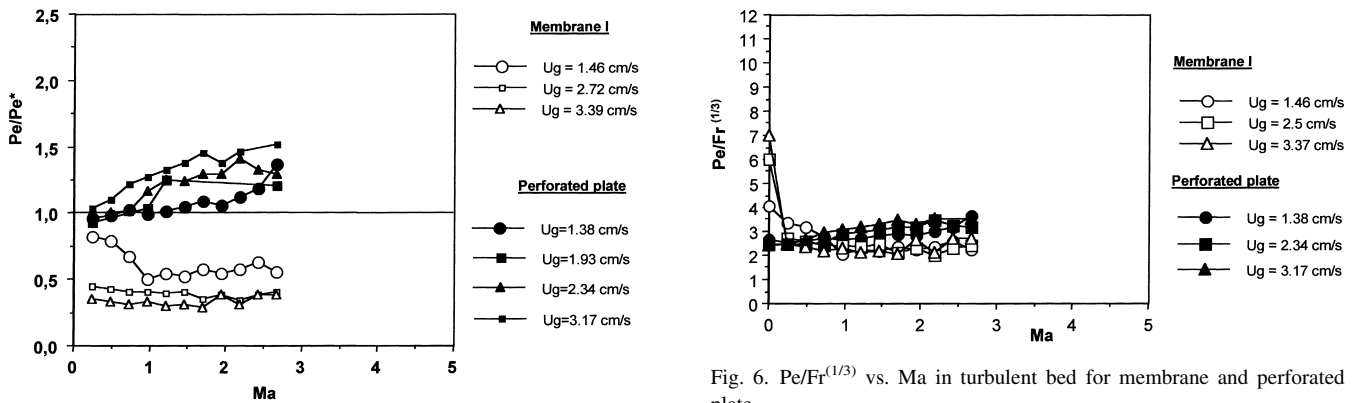 2,5
2,0
1,5
1,0
0,5
0,0
Pe/Pe*
0 1 2 3 4 5
Ma
Membrane I
Ug = 1.46 cm/s
Ug = 2.72 cm/s
Ug = 3.39 cm/s
Perforated plate
Ug=1.38 cm/s
Ug=1.93 cm/s
Ug=2.34 cm/s
Ug=3.17 cm/s
12
11
10
9
8
7
6
5
4
3
2
1
0
Pe/Fr (1/3)
0 1 2 3 4 5
Ma
Membrane I
Ug = 1.46 cm/s
Ug = 2.5 cm/s
Ug = 3.37 cm/s
Perforated plate
Ug = 1.38 cm/s
Ug = 2.34 cm/s
Ug = 3.17 cm/s
Fig. 6. Pe/Fr(1/3) vs. Ma in turbulent bed for membrane and perforated